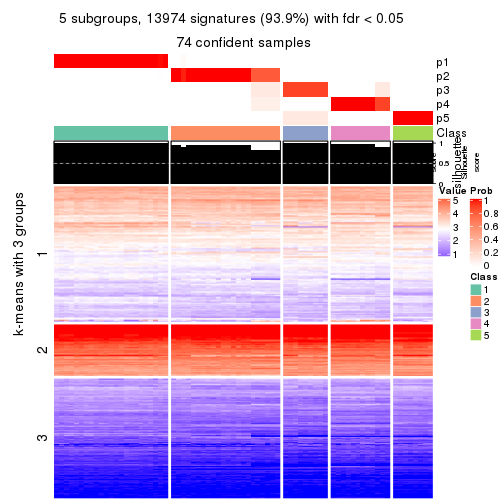 5 subgroups, 13974 signatures (93.9%) with fdr < 0.05
74 confident samples
p1
p2
p3
p4
p5
Class
1
0.5
0
silhouette
Silhouette
score
k-means with 3 groups
1
2
3
Value
5
4
3
2
1
Prob
1
0.8
0.6
0.4
0.2
0
Class
1
2
3
4
5